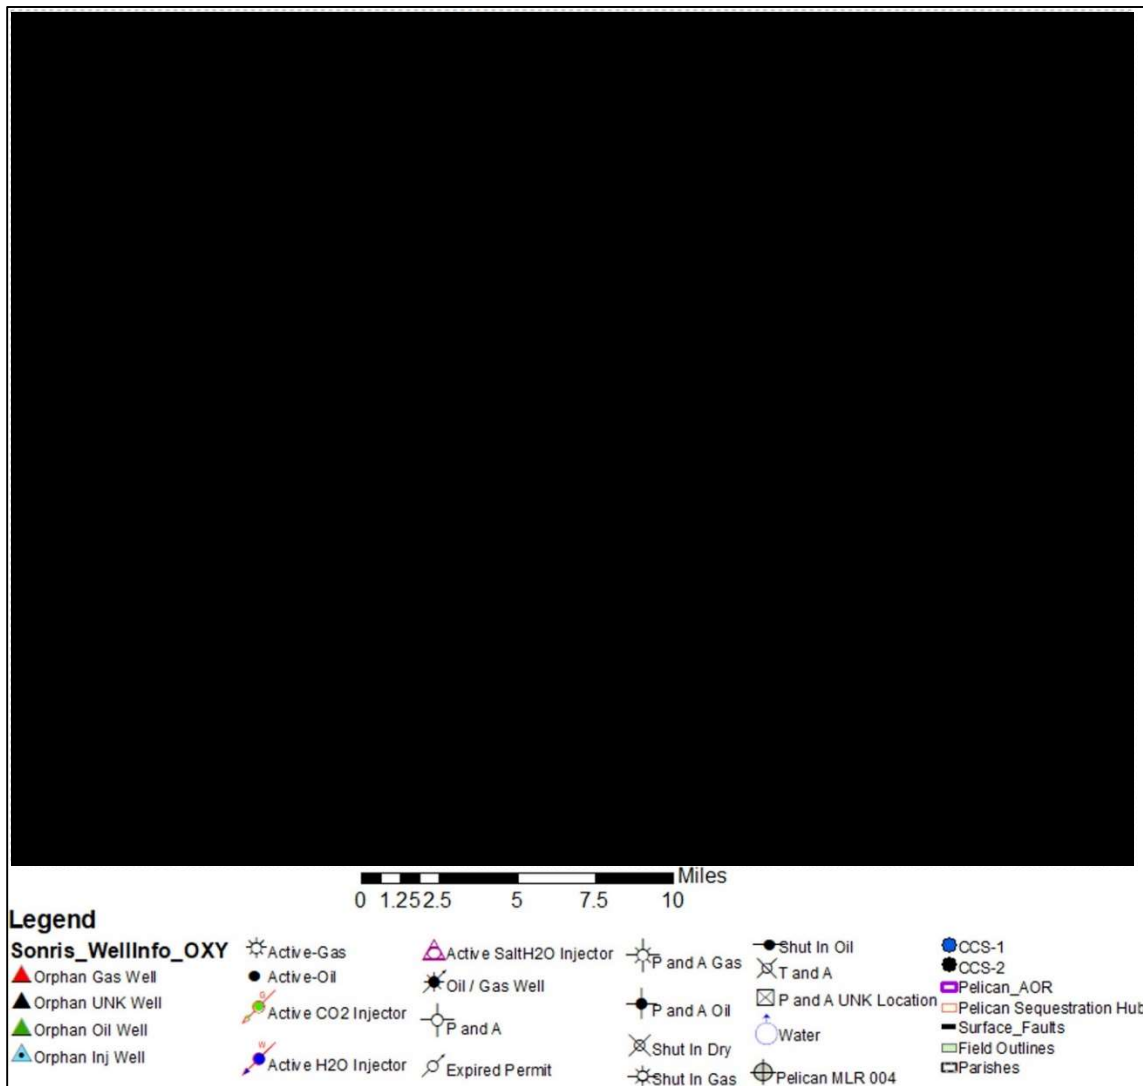 Miles
0 1.25 2.5 5 7.5 10
Legend
Sonris_WellInfo_OXY
Orphan Gas Well
Orphan UNK Well
Orphan Oil Well
Orphan Inj Well
Active-Gas
Active-Oil
G
Active CO2 Injector
W
Active H2O Injector
Active SaltH2O Injector
Oil / Gas Well
P and A
Expired Permit
P and A Gas
P and A Oil
Shut In Dry
Shut In Gas
Shut In Oil
T and A
P and A UNK Location
Water
Pelican MLR 004
CCS-1
CCS-2
Pelican_AOR
Pelican Sequestration Hub
Surface_Faults
Field Outlines
Parishes